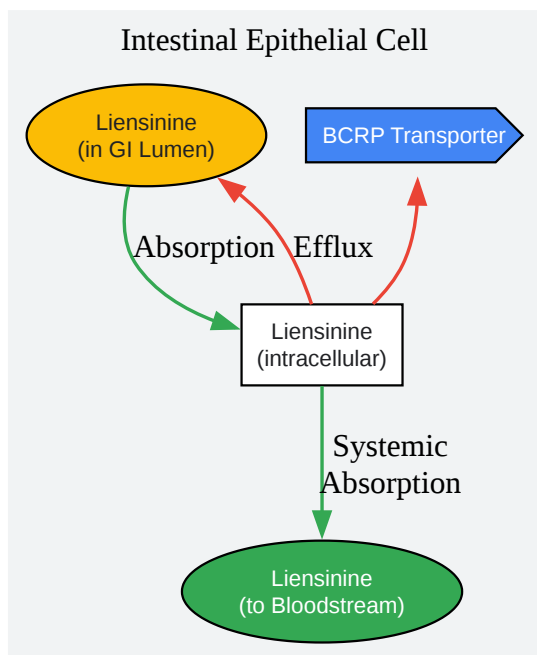 Intestinal Epithelial Cell
Liensinine
(in GI Lumen)
BCRP Transporter
Absorption
Efflux
Liensinine
(intracellular)
Systemic
Absorption
Liensinine
(to Bloodstream)